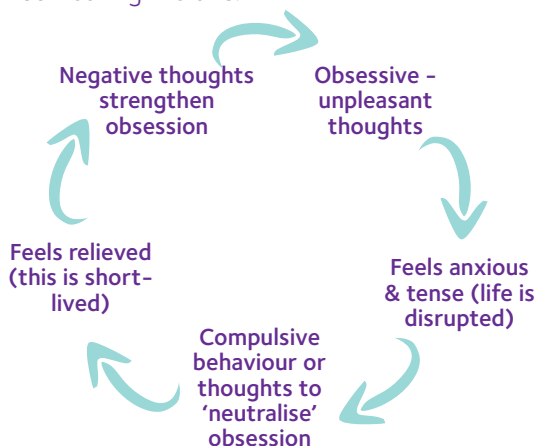 Negative thoughts
strengthen
obsession
Obsessive -
unpleasant
thoughts
Feels anxious
& tense (life is
disrupted)
Compulsive
behaviour or
thoughts to
‘neutralise’
obsession
Feels relieved
(this is short-
lived)